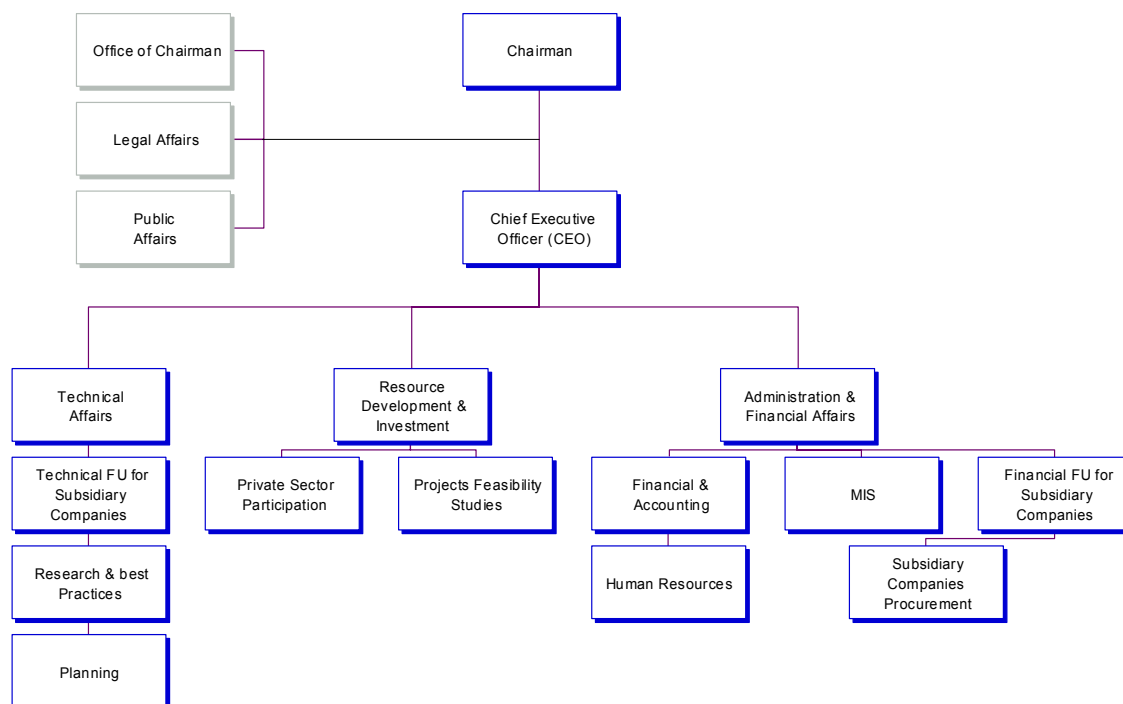 Office of Chairman
Chairman
Legal Affairs
Public
Affairs
Chief Executive
Officer (CEO)
Technical
Affairs
Resource
Development &
Investment
Administration &
Financial Affairs
Technical FU for
Subsidiary
Companies
Private Sector
Participation
Projects Feasibility
Studies
Financial &
Accounting
MIS
Financial FU for
Subsidiary
Companies
Research & best
Practices
Human Resources
Subsidiary
Companies
Procurement
Planning